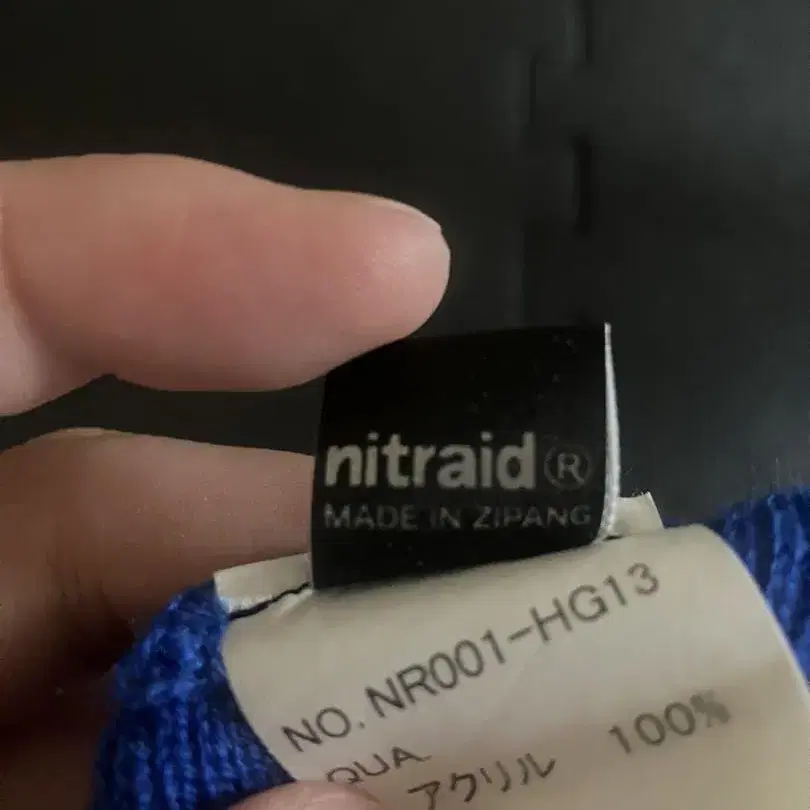 nitraid®
MADE IN ZIPANG
NO. NR001-HG13
QUA.
アクリル 100%